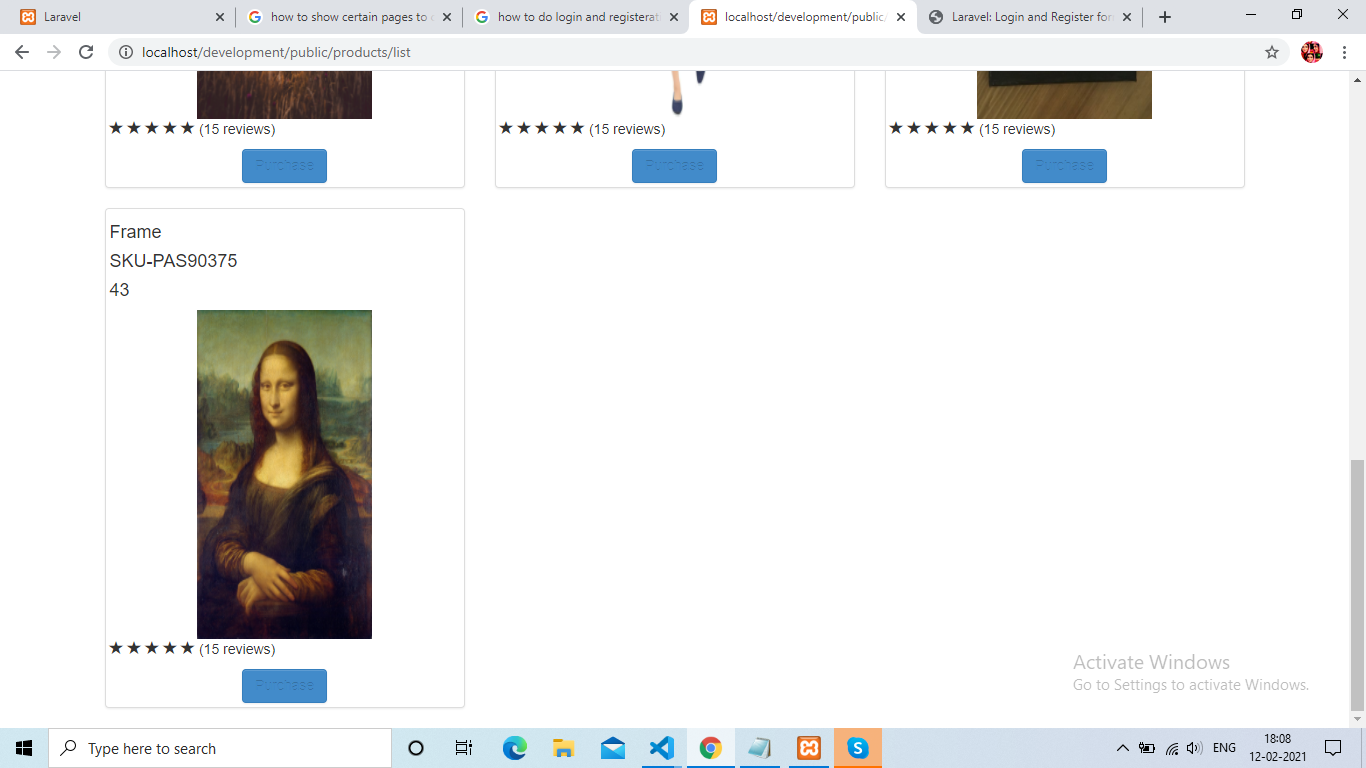 Laravel
how to show certain pages to c
how to do login and registerat
localhost/development/public/
Laravel: Login and Register for
localhost/development/public/products/list
★★★★★ (15 reviews)
★★★★★ (15 reviews)
★★★★★ (15 reviews)
Purchase
Purchase
Purchase
Frame
SKU-PAS90375
43
★★★★★ (15 reviews)
Purchase
Activate Windows
Go to Settings to activate Windows.
Type here to search
ENG
18:08
12-02-2021